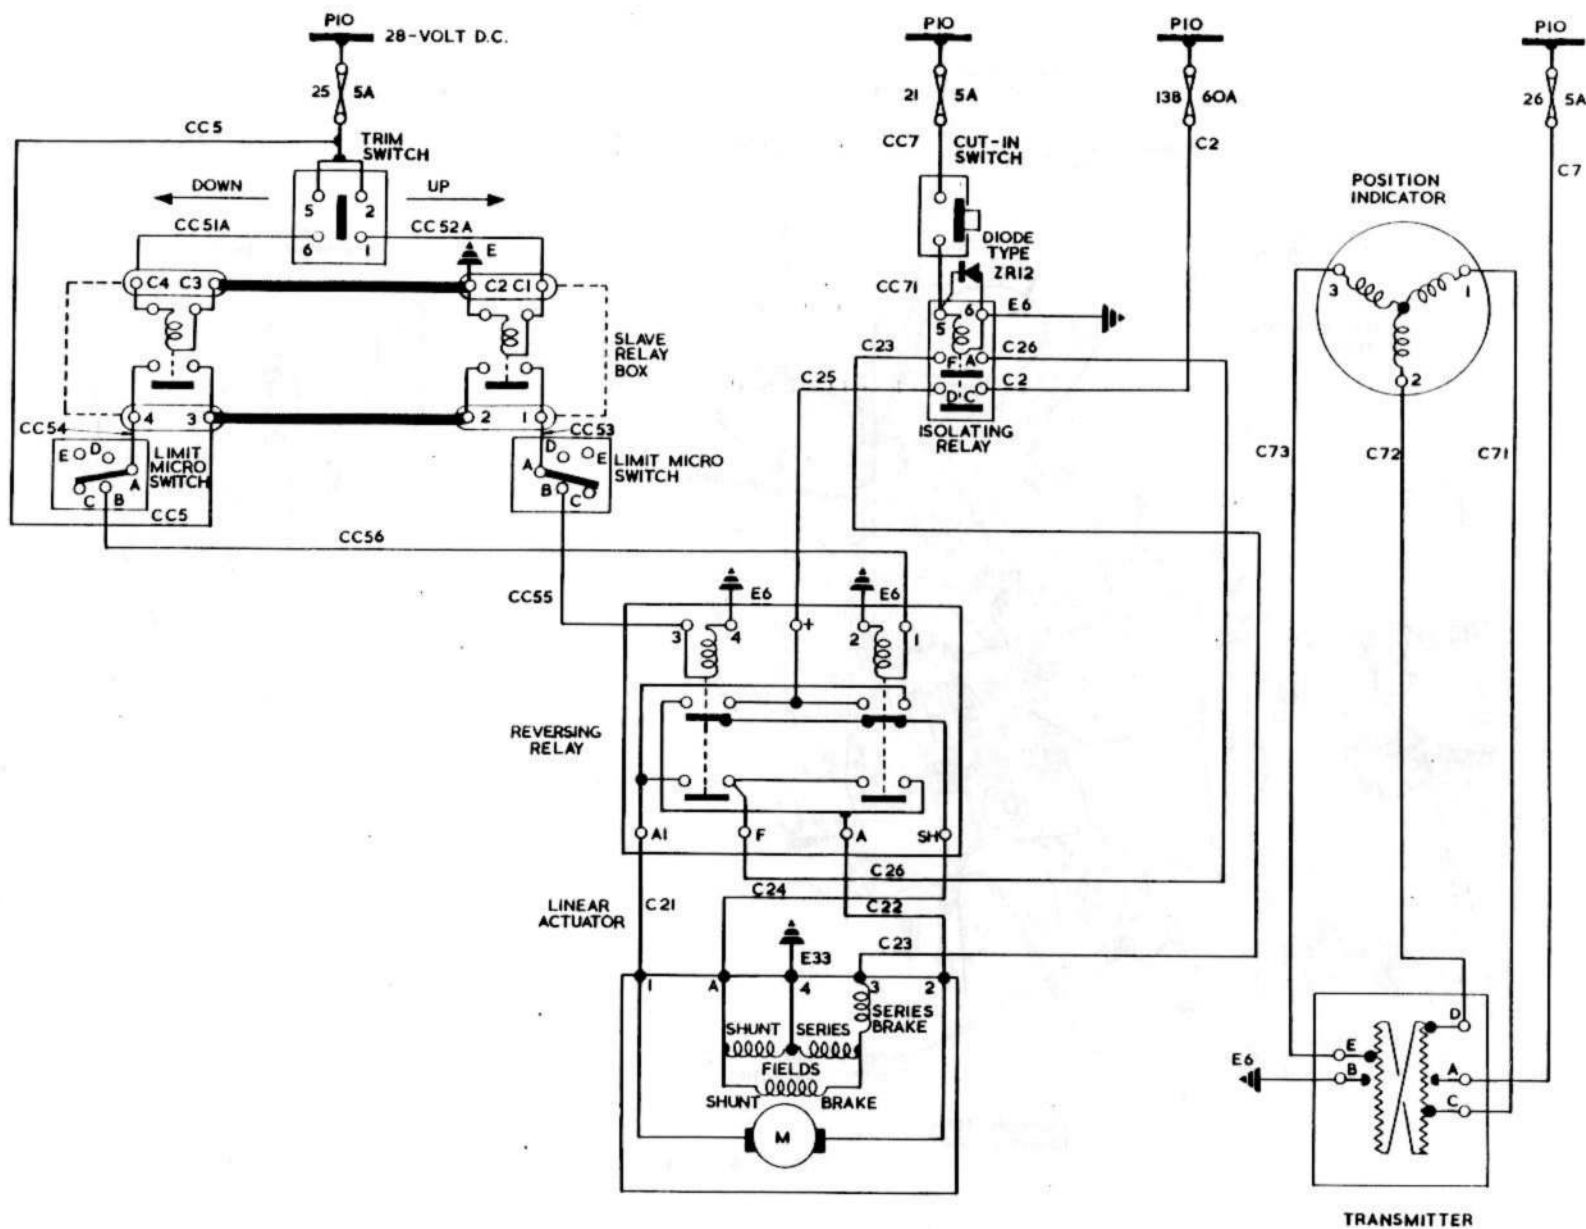 PIO
28-VOLT D.C.
PIO
PIO
PIO
25 5A
21 5A
138 60A
26 5A
CC5
TRIM
SWITCH
CC7
CUT-IN
SWITCH
C2
C7
DOWN
UP
5 2
6 1
CC51A
CC52A
E
POSITION
INDICATOR
DIODE
TYPE
ZR12
C4 C3
C2 C1
CC71
5 6
E6
3 1
2
SLAVE
RELAY
BOX
C23
F A
C26
C25
D C
C2
ISOLATING
RELAY
4 3
2 1
CC54
CC53
E D
A
C B
LIMIT
MICRO
SWITCH
D E
A
B C
LIMIT MICRO
SWITCH
C73
C72
C71
CC5
CC56
CC55
E6
E6
3 4 + 2 1
REVERSING
RELAY
A1 F A SH
C26
C24
C22
C21
LINEAR
ACTUATOR
E33
C23
1 A 4 3 2
SERIES
BRAKE
SHUNT SERIES
FIELDS
SHUNT BRAKE
M
D
E
B
A
C
E6
TRANSMITTER